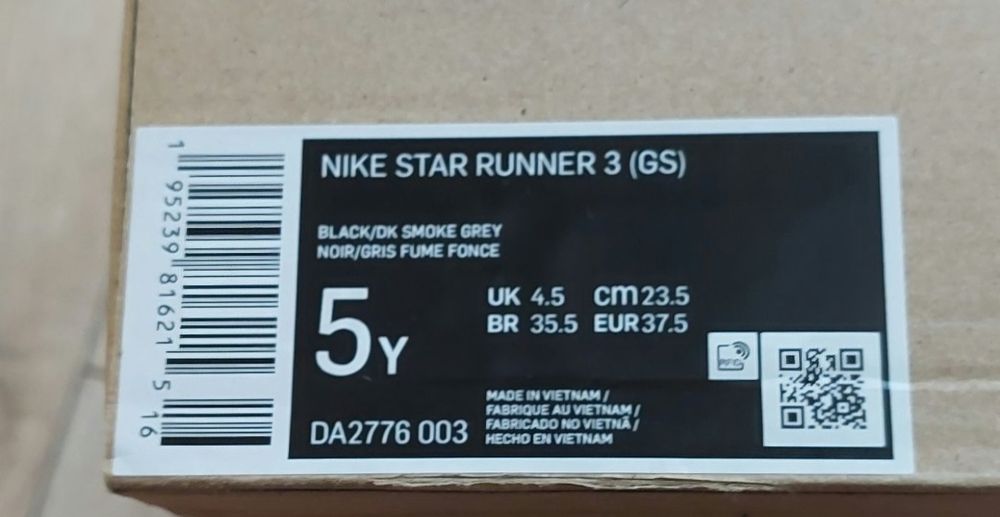 NIKE STAR RUNNER 3 (GS)
BLACK/DK SMOKE GREY
NOIR/GRIS FUME FONCE
5Y
UK 4.5 cm 23.5
BR 35.5 EUR 37.5
DA2776 003
MADE IN VIETNAM /
FABRIQUE AU VIETNAM /
FABRICADO NO VIETNÃ /
HECHO EN VIETNAM
RFID
1 95239 81621 5 16